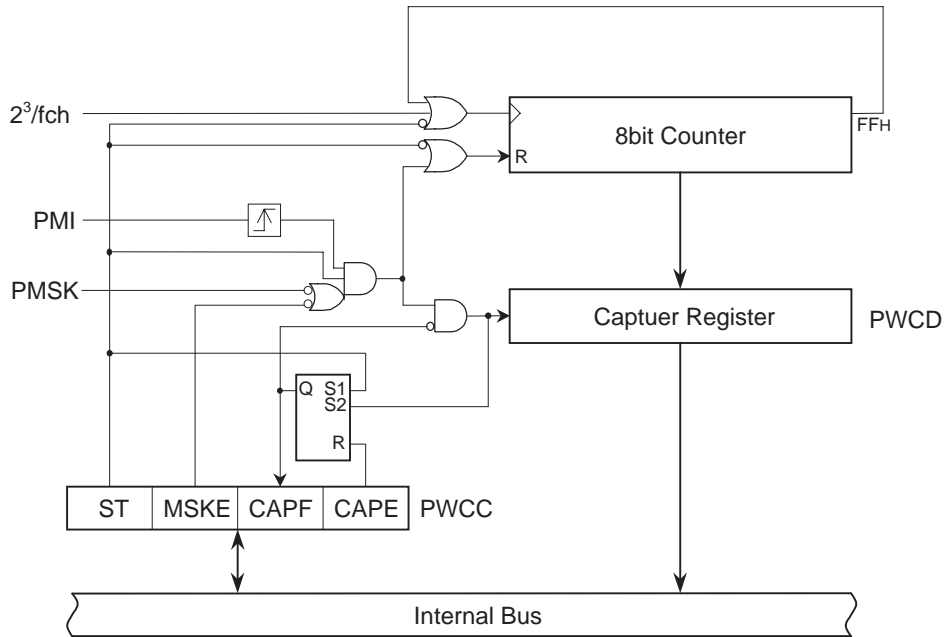 2³/fch
8bit Counter
FFH
R
PMI
PMSK
Captuer Register
PWCD
Q S1
S2
R
ST MSKE CAPF CAPE PWCC
Internal Bus